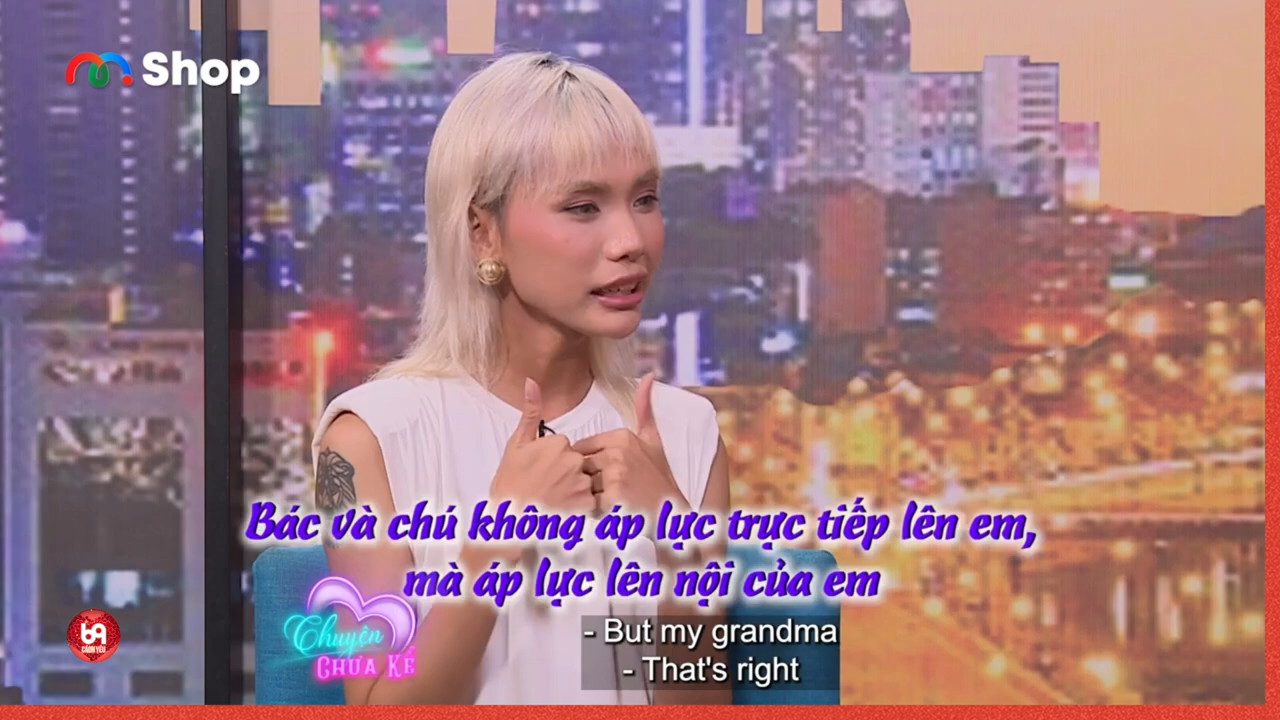 Shop
Bác và chú không áp lực trực tiếp lên em,
mà áp lực lên nội của em
- But my grandma
- That's right
Chuyện
CHƯA KỂ